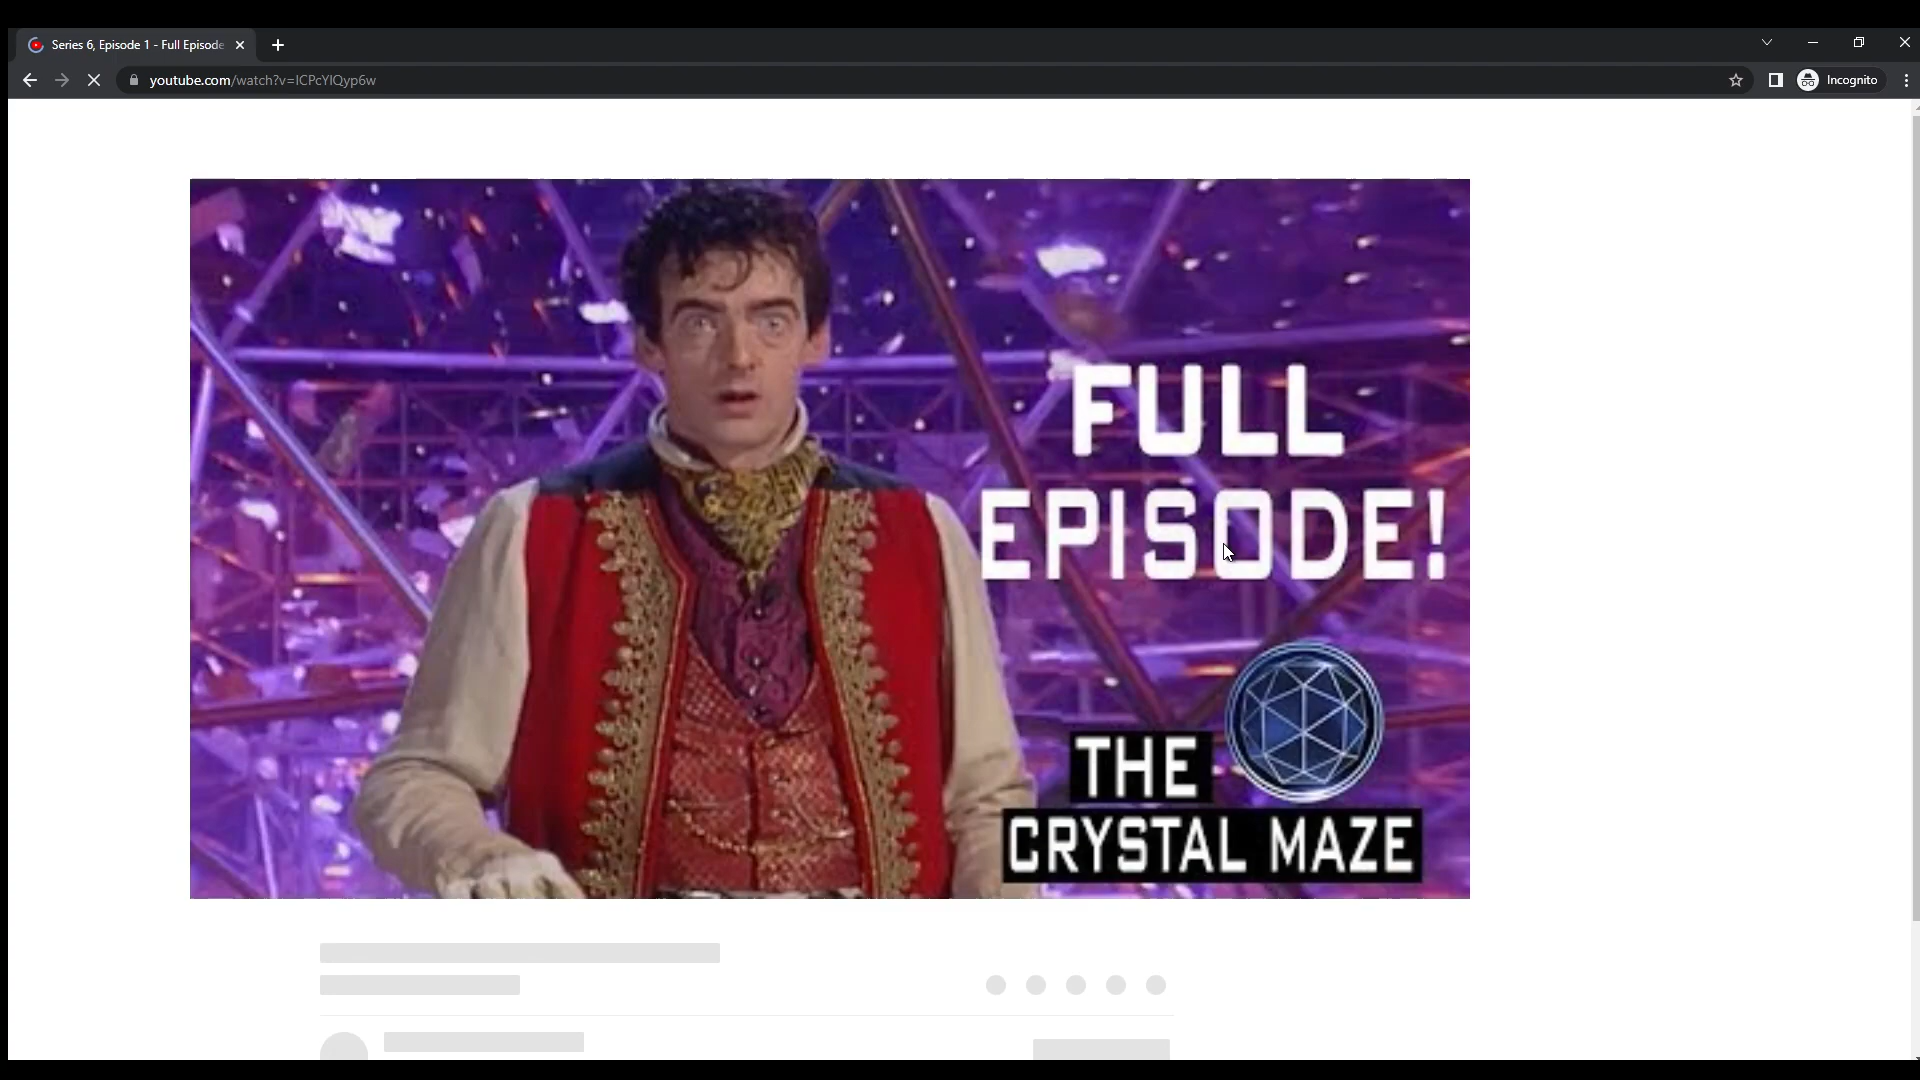 Series 6, Episode 1 - Full Episode
youtube.com/watch?v=ICPcYIQyp6w
Incognito
FULL
EPISODE!
THE
CRYSTAL MAZE